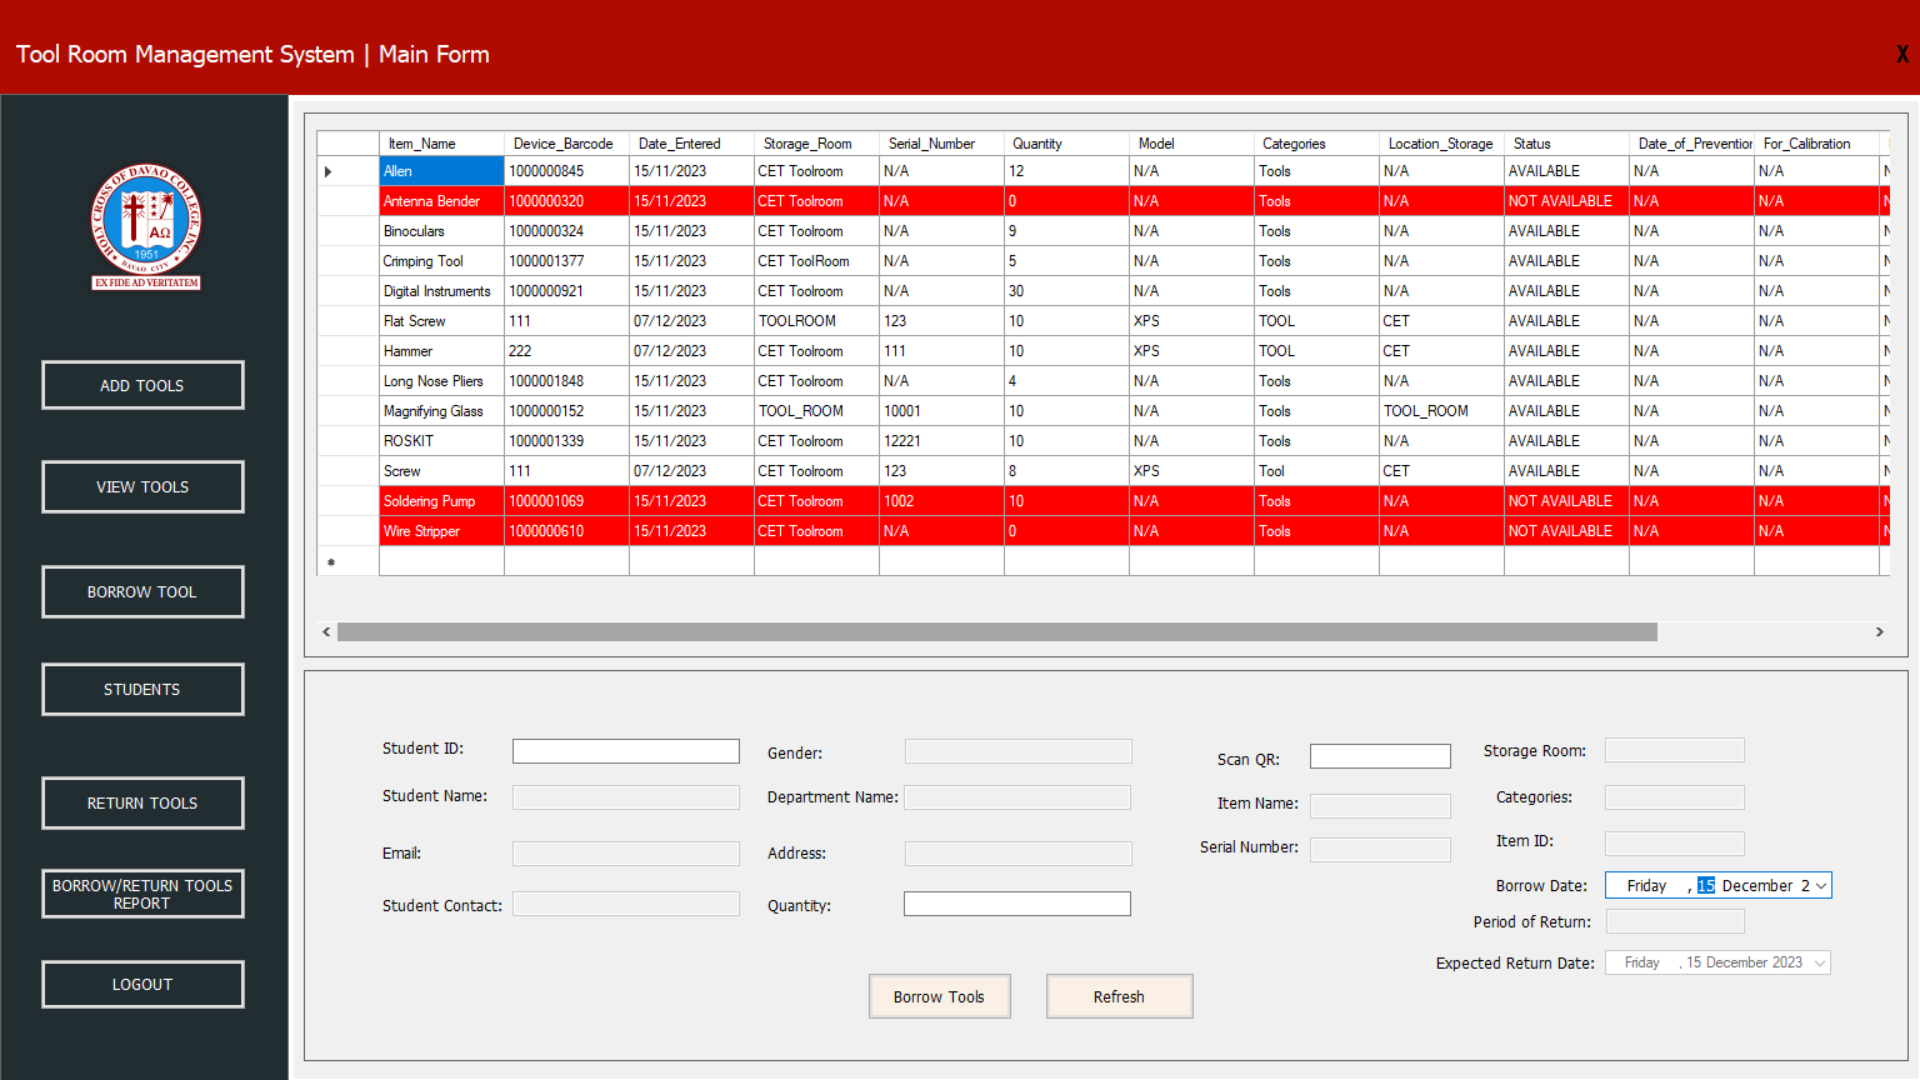 Tool Room Management System | Main Form
X
HOLY CROSS OF DAVAO COLLEGE, INC.
ΑΩ
1951
DAVAO CITY
EX FIDE AD VERITATEM
ADD TOOLS
VIEW TOOLS
BORROW TOOL
STUDENTS
RETURN TOOLS
BORROW/RETURN TOOLS
REPORT
LOGOUT
Item_Name Device_Barcode Date_Entered Storage_Room Serial_Number Quantity Model Categories Location_Storage Status Date_of_Prevention For_Calibration
Allen 1000000845 15/11/2023 CET Toolroom N/A 12 N/A Tools N/A AVAILABLE N/A N/A N
Antenna Bender 1000000320 15/11/2023 CET Toolroom N/A 0 N/A Tools N/A NOT AVAILABLE N/A N/A N
Binoculars 1000000324 15/11/2023 CET Toolroom N/A 9 N/A Tools N/A AVAILABLE N/A N/A N
Crimping Tool 1000001377 15/11/2023 CET ToolRoom N/A 5 N/A Tools N/A AVAILABLE N/A N/A N
Digital Instruments 1000000921 15/11/2023 CET Toolroom N/A 30 N/A Tools N/A AVAILABLE N/A N/A N
Flat Screw 111 07/12/2023 TOOLROOM 123 10 XPS TOOL CET AVAILABLE N/A N/A N
Hammer 222 07/12/2023 CET Toolroom 111 10 XPS TOOL CET AVAILABLE N/A N/A N
Long Nose Pliers 1000001848 15/11/2023 CET Toolroom N/A 4 N/A Tools N/A AVAILABLE N/A N/A N
Magnifying Glass 1000000152 15/11/2023 TOOL_ROOM 10001 10 N/A Tools TOOL_ROOM AVAILABLE N/A N/A N
ROSKIT 1000001339 15/11/2023 CET Toolroom 12221 10 N/A Tools N/A AVAILABLE N/A N/A N
Screw 111 07/12/2023 CET Toolroom 123 8 XPS Tool CET AVAILABLE N/A N/A N
Soldering Pump 1000001069 15/11/2023 CET Toolroom 1002 10 N/A Tools N/A NOT AVAILABLE N/A N/A N
Wire Stripper 1000000610 15/11/2023 CET Toolroom N/A 0 N/A Tools N/A NOT AVAILABLE N/A N/A N
Student ID:
Student Name:
Email:
Student Contact:
Gender:
Department Name:
Address:
Quantity:
Scan QR:
Item Name:
Serial Number:
Storage Room:
Categories:
Item ID:
Borrow Date: Friday , 15 December 2
Period of Return:
Expected Return Date: Friday , 15 December 2023
Borrow Tools
Refresh